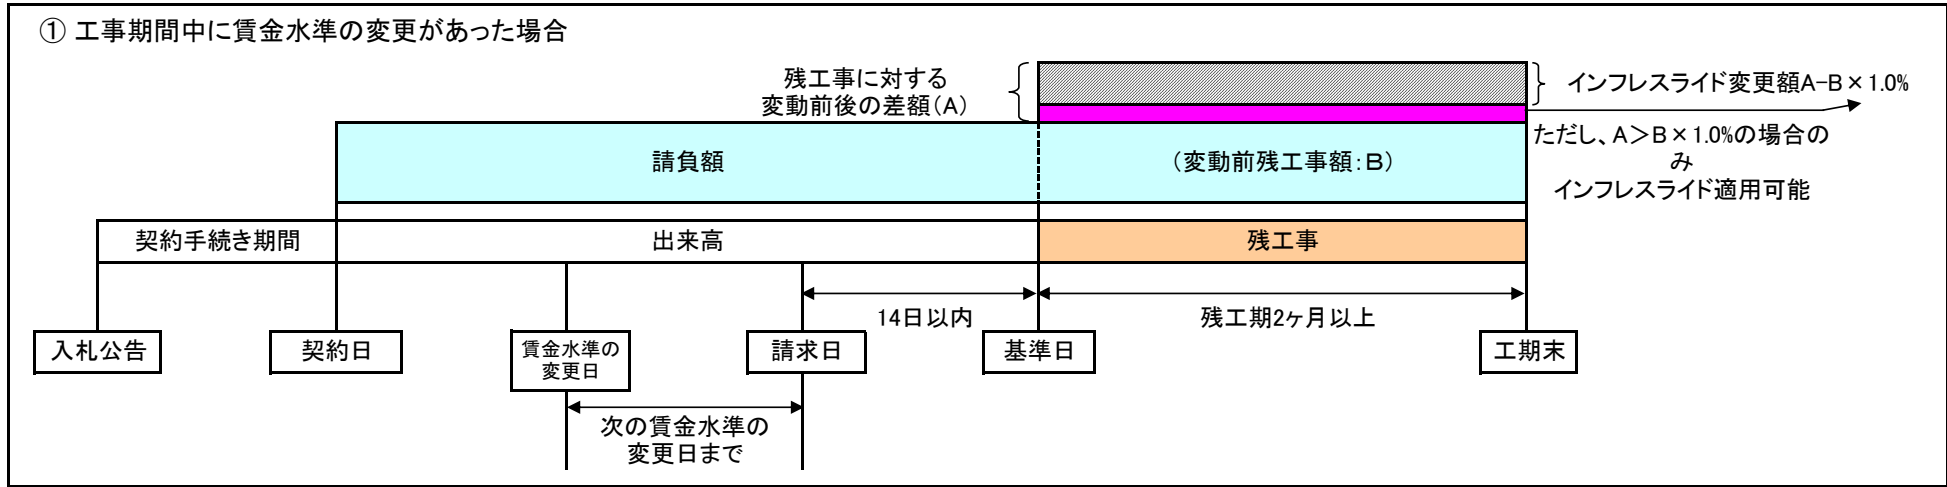 ① 工事期間中に賃金水準の変更があった場合
残工事に対する
変動前後の差額（A）
インフレスライド変更額A−B×1.0%
ただし、A＞B×1.0%の場合の
み
インフレスライド適用可能
請負額
（変動前残工事額：B）
契約手続き期間
出来高
残工事
14日以内
残工期2ヶ月以上
入札公告
契約日
賃金水準の
変更日
請求日
基準日
工期末
次の賃金水準の
変更日まで